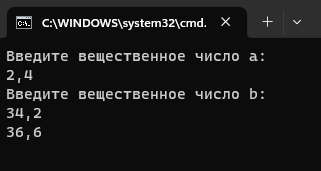 C:\WINDOWS\system32\cmd.
Введите вещественное число a:
2,4
Введите вещественное число b:
34,2
36,6